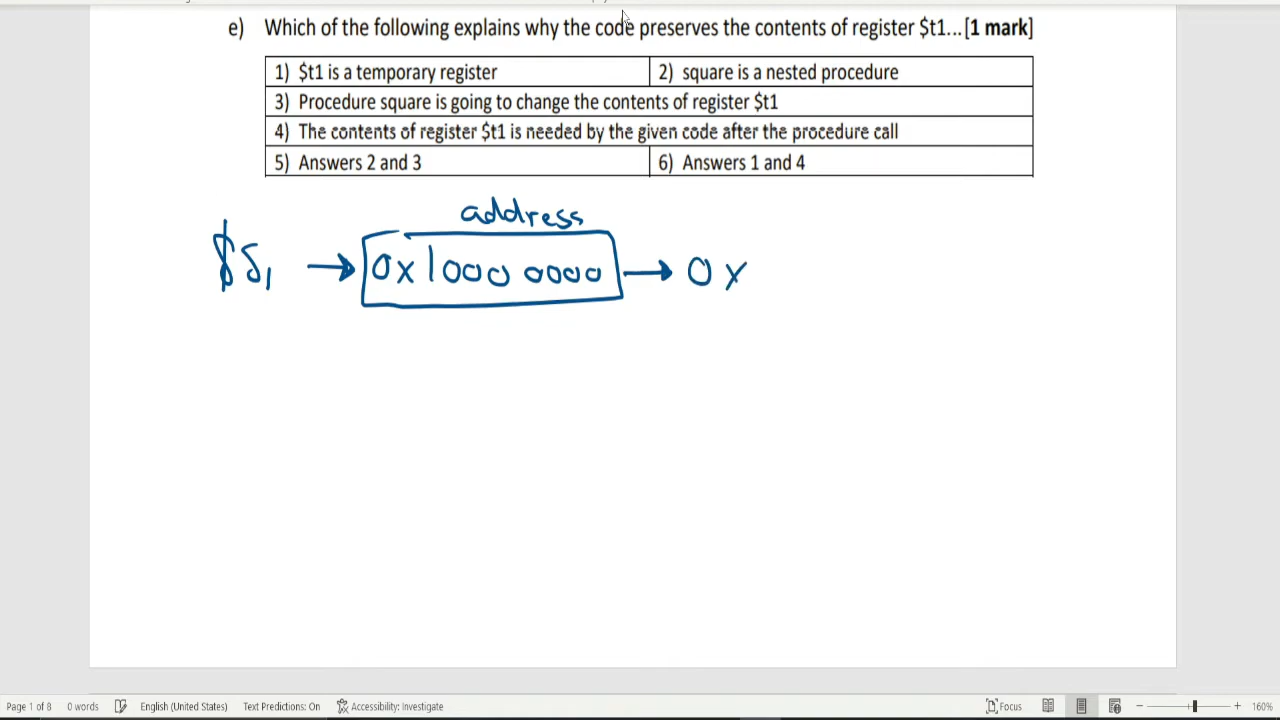 e) Which of the following explains why the code preserves the contents of register $t1... [1 mark]
1) $t1 is a temporary register
2) square is a nested procedure
3) Procedure square is going to change the contents of register $t1
4) The contents of register $t1 is needed by the given code after the procedure call
5) Answers 2 and 3
6) Answers 1 and 4
address
$S1 → 0x1000 0000 → 0x
Page 1 of 8 0 words English (United States) Text Predictions: On Accessibility: Investigate Focus 160%